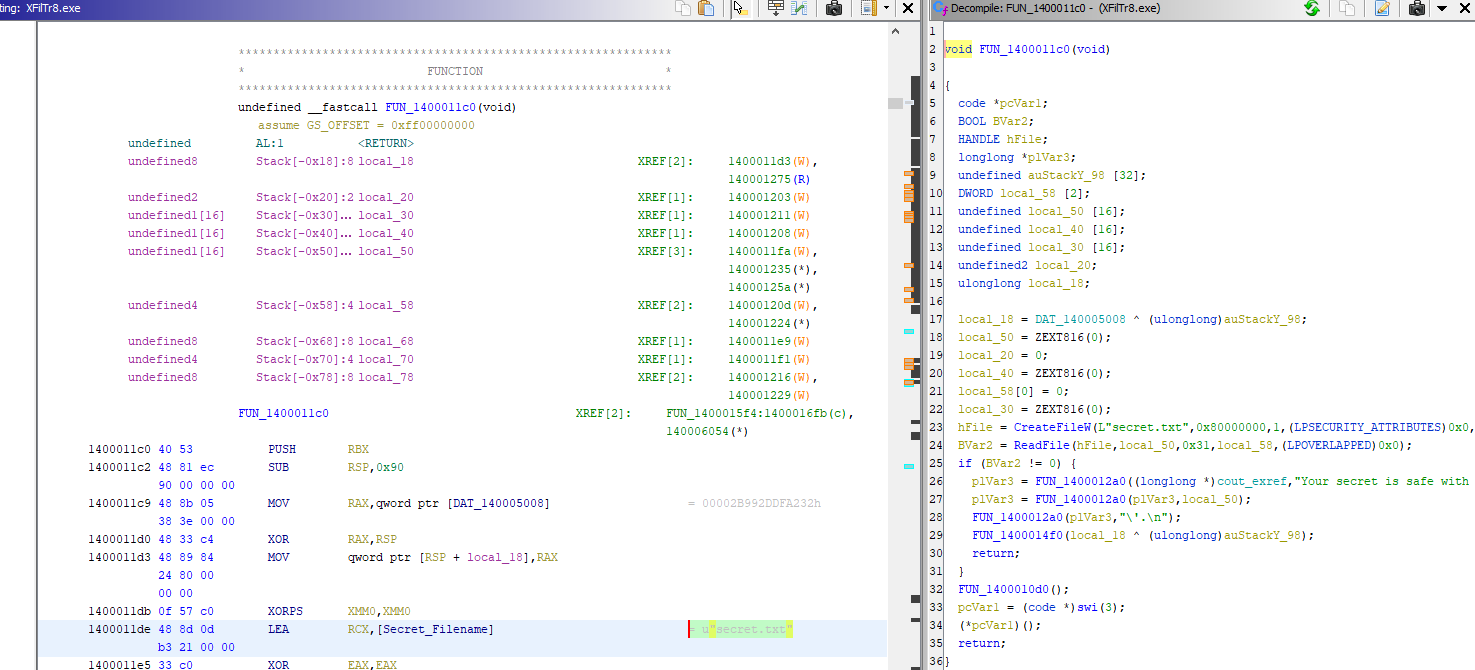 ting: XFilTr8.exe
**************************************************************
* FUNCTION *
**************************************************************
undefined __fastcall FUN_1400011c0(void)
assume GS_OFFSET = 0xff00000000
undefined AL:1 <RETURN>
undefined8 Stack[-0x18]:8 local_18 XREF[2]: 1400011d3(W),
140001275(R)
undefined2 Stack[-0x20]:2 local_20 XREF[1]: 140001203(W)
undefined1[16] Stack[-0x30]... local_30 XREF[1]: 140001211(W)
undefined1[16] Stack[-0x40]... local_40 XREF[1]: 140001208(W)
undefined1[16] Stack[-0x50]... local_50 XREF[3]: 1400011fa(W),
140001235(*),
14000125a(*)
undefined4 Stack[-0x58]:4 local_58 XREF[2]: 14000120d(W),
140001224(*)
undefined8 Stack[-0x68]:8 local_68 XREF[1]: 1400011e9(W)
undefined4 Stack[-0x70]:4 local_70 XREF[1]: 1400011f1(W)
undefined8 Stack[-0x78]:8 local_78 XREF[2]: 140001216(W),
140001229(W)
FUN_1400011c0 XREF[2]: FUN_1400015f4:1400016fb(c),
140006054(*)
1400011c0 40 53 PUSH RBX
1400011c2 48 81 ec SUB RSP,0x90
90 00 00 00
1400011c9 48 8b 05 MOV RAX,qword ptr [DAT_140005008] = 00002B992DDFA232h
38 3e 00 00
1400011d0 48 33 c4 XOR RAX,RSP
1400011d3 48 89 84 MOV qword ptr [RSP + local_18],RAX
24 80 00
00 00
1400011db 0f 57 c0 XORPS XMM0,XMM0
1400011de 48 8d 0d LEA RCX,[Secret_Filename] = u"secret.txt"
b3 21 00 00
1400011e5 33 c0 XOR EAX,EAX
Decompile: FUN_1400011c0 - (XFilTr8.exe)
1
2 void FUN_1400011c0(void)
3
4 {
5 code *pcVar1;
6 BOOL BVar2;
7 HANDLE hFile;
8 longlong *plVar3;
9 undefined auStackY_98 [32];
10 DWORD local_58 [2];
11 undefined local_50 [16];
12 undefined local_40 [16];
13 undefined local_30 [16];
14 undefined2 local_20;
15 ulonglong local_18;
16
17 local_18 = DAT_140005008 ^ (ulonglong)auStackY_98;
18 local_50 = ZEXT816(0);
19 local_20 = 0;
20 local_40 = ZEXT816(0);
21 local_58[0] = 0;
22 local_30 = ZEXT816(0);
23 hFile = CreateFileW(L"secret.txt",0x80000000,1,(LPSECURITY_ATTRIBUTES)0x0,
24 BVar2 = ReadFile(hFile,local_50,0x31,local_58,(LPOVERLAPPED)0x0);
25 if (BVar2 != 0) {
26 plVar3 = FUN_1400012a0((longlong *)cout_exref,"Your secret is safe with
27 plVar3 = FUN_1400012a0(plVar3,local_50);
28 FUN_1400012a0(plVar3,"\'.\n");
29 FUN_1400014f0(local_18 ^ (ulonglong)auStackY_98);
30 return;
31 }
32 FUN_1400010d0();
33 pcVar1 = (code *)swi(3);
34 (*pcVar1)();
35 return;
36 }